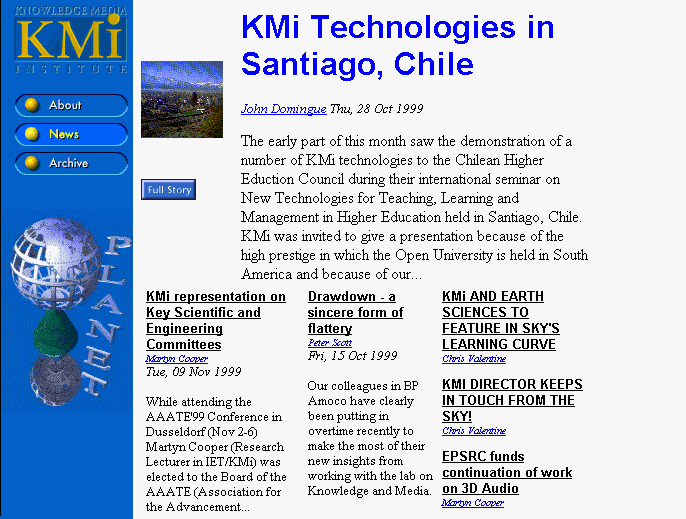 KNOWLEDGE MEDIA
KMi
INSTITUTE
About
News
Archive
PLANET
KMi Technologies in
Santiago, Chile
John Domingue Thu, 28 Oct 1999
Full Story
The early part of this month saw the demonstration of a
number of KMi technologies to the Chilean Higher
Eduction Council during their international seminar on
New Technologies for Teaching, Learning and
Management in Higher Education held in Santiago, Chile.
KMi was invited to give a presentation because of the
high prestige in which the Open University is held in South
America and because of our...
KMi representation on
Key Scientific and
Engineering
Committees
Martyn Cooper
Tue, 09 Nov 1999
While attending the
AAATE'99 Conference in
Dusseldorf (Nov 2-6)
Martyn Cooper (Research
Lecturer in IET/KMi) was
elected to the Board of the
AAATE (Association for
the Advancement...
Drawdown - a
sincere form of
flattery
Peter Scott
Fri, 15 Oct 1999
Our colleagues in BP
Amoco have clearly
been putting in
overtime recently to
make the most of their
new insights from
working with the lab on
Knowledge and Media.
KMi AND EARTH
SCIENCES TO
FEATURE IN SKY'S
LEARNING CURVE
Chris Valentine
KMI DIRECTOR KEEPS
IN TOUCH FROM THE
SKY!
Chris Valentine
EPSRC funds
continuation of work
on 3D Audio
Martyn Cooper